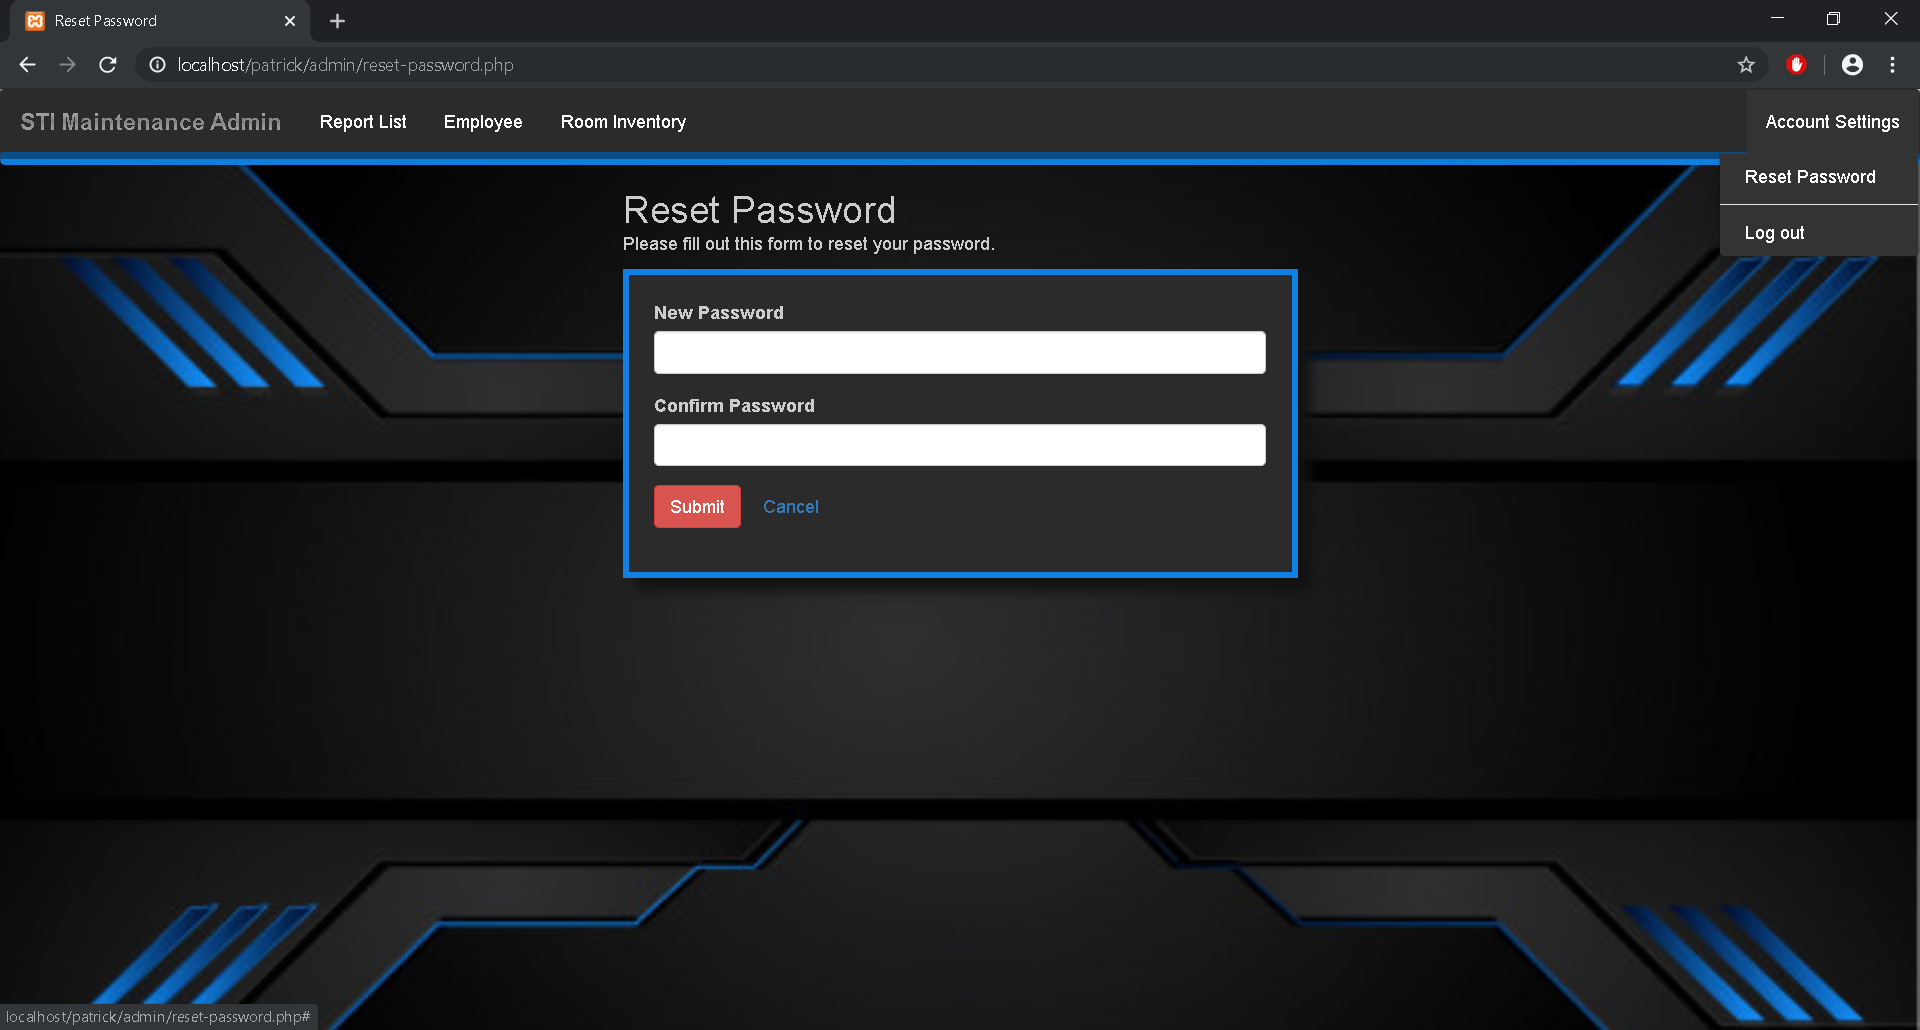 Reset Password
localhost/patrick/admin/reset-password.php
STI Maintenance Admin
Report List
Employee
Room Inventory
Account Settings
Reset Password
Log out
Reset Password
Please fill out this form to reset your password.
New Password
Confirm Password
Submit
Cancel
localhost/patrick/admin/reset-password.php#